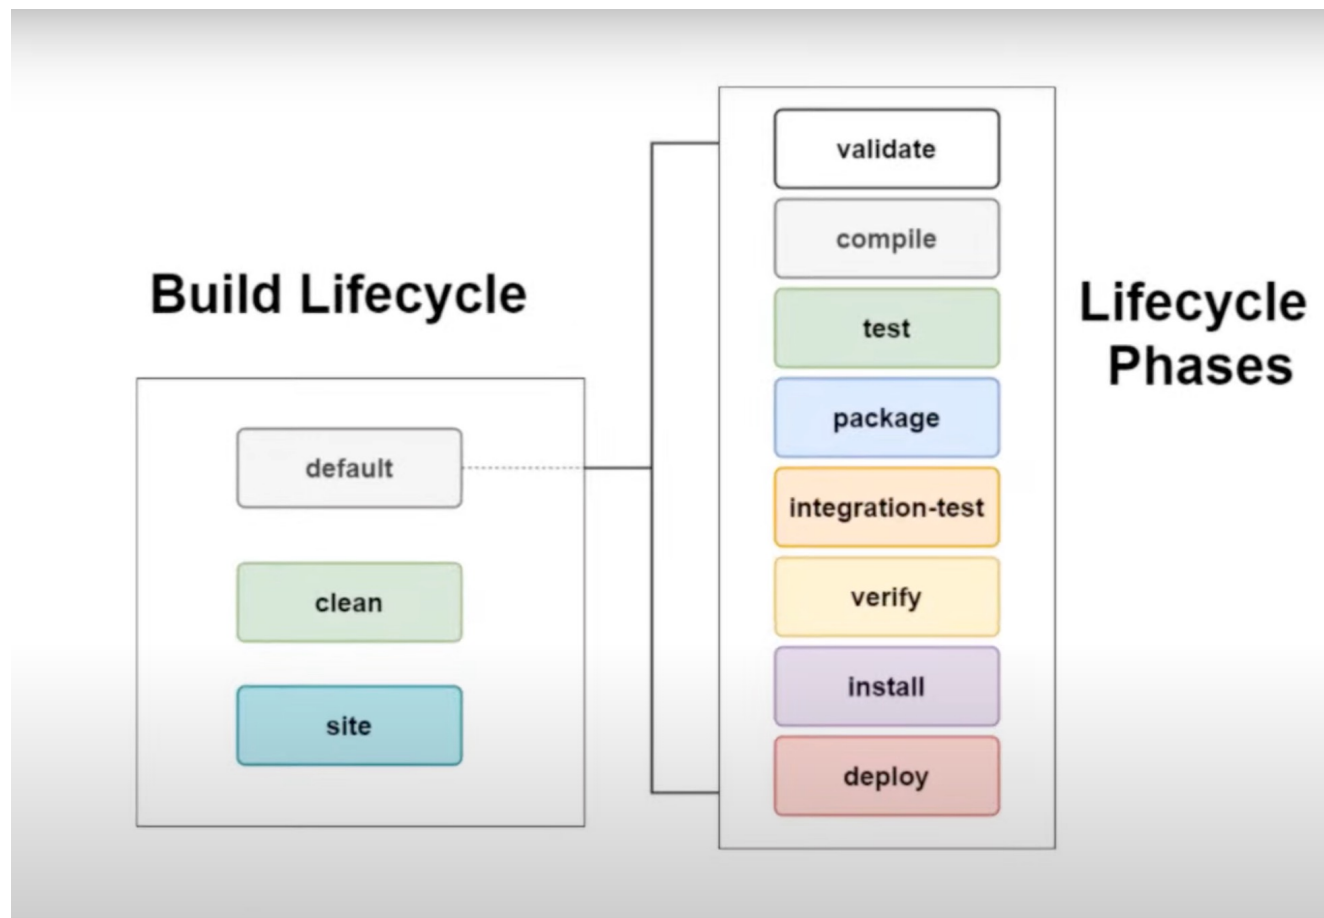 Build Lifecycle
default
clean
site
validate
compile
test
package
integration-test
verify
install
deploy
Lifecycle
Phases